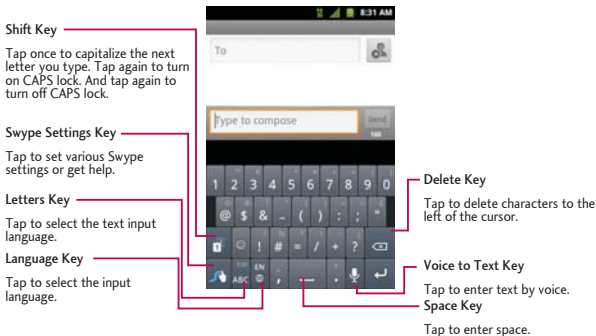 Shift Key
Tap once to capitalize the next
letter you type. Tap again to turn
on CAPS lock. And tap again to
turn off CAPS lock.
Swype Settings Key
Tap to set various Swype
settings or get help.
Letters Key
Tap to select the text input
language.
Language Key
Tap to select the input
language.
8:31 AM
To
Type to compose
Send
160
1 2 3 4 5 6 7 8 9 0
@ $ & _ ( ) : ; "
! # = / + ?
ABC EN , .
Delete Key
Tap to delete characters to the
left of the cursor.
Voice to Text Key
Tap to enter text by voice.
Space Key
Tap to enter space.